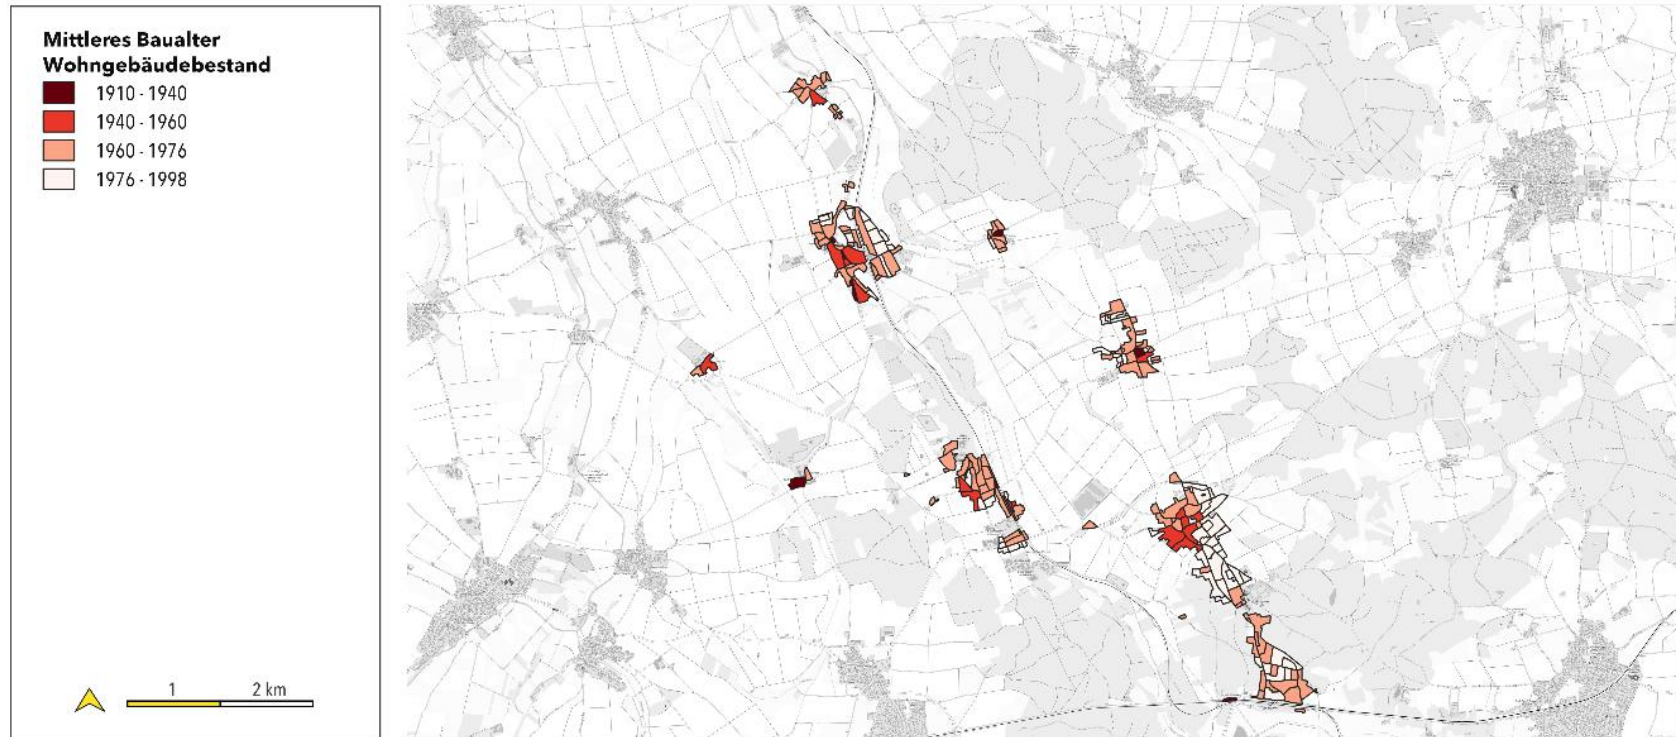 Mittleres Baualter
Wohngebäudebestand
1910 - 1940
1940 - 1960
1960 - 1976
1976 - 1998
1 2 km